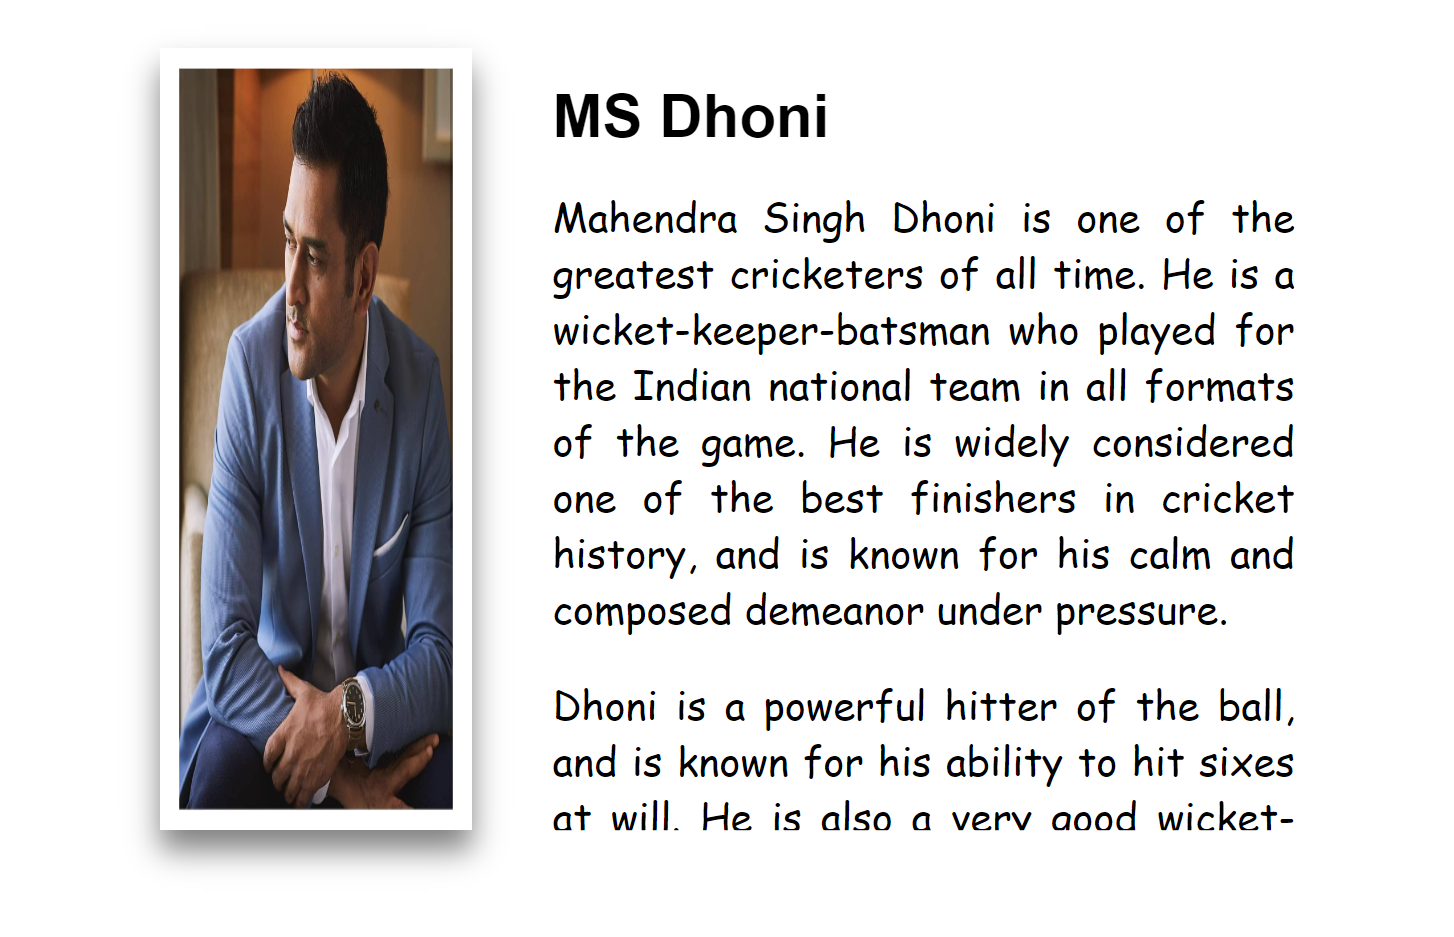 MS Dhoni
Mahendra Singh Dhoni is one of the
greatest cricketers of all time. He is a
wicket-keeper-batsman who played for
the Indian national team in all formats
of the game. He is widely considered
one of the best finishers in cricket
history, and is known for his calm and
composed demeanor under pressure.
Dhoni is a powerful hitter of the ball,
and is known for his ability to hit sixes
at will. He is also a very good wicket-